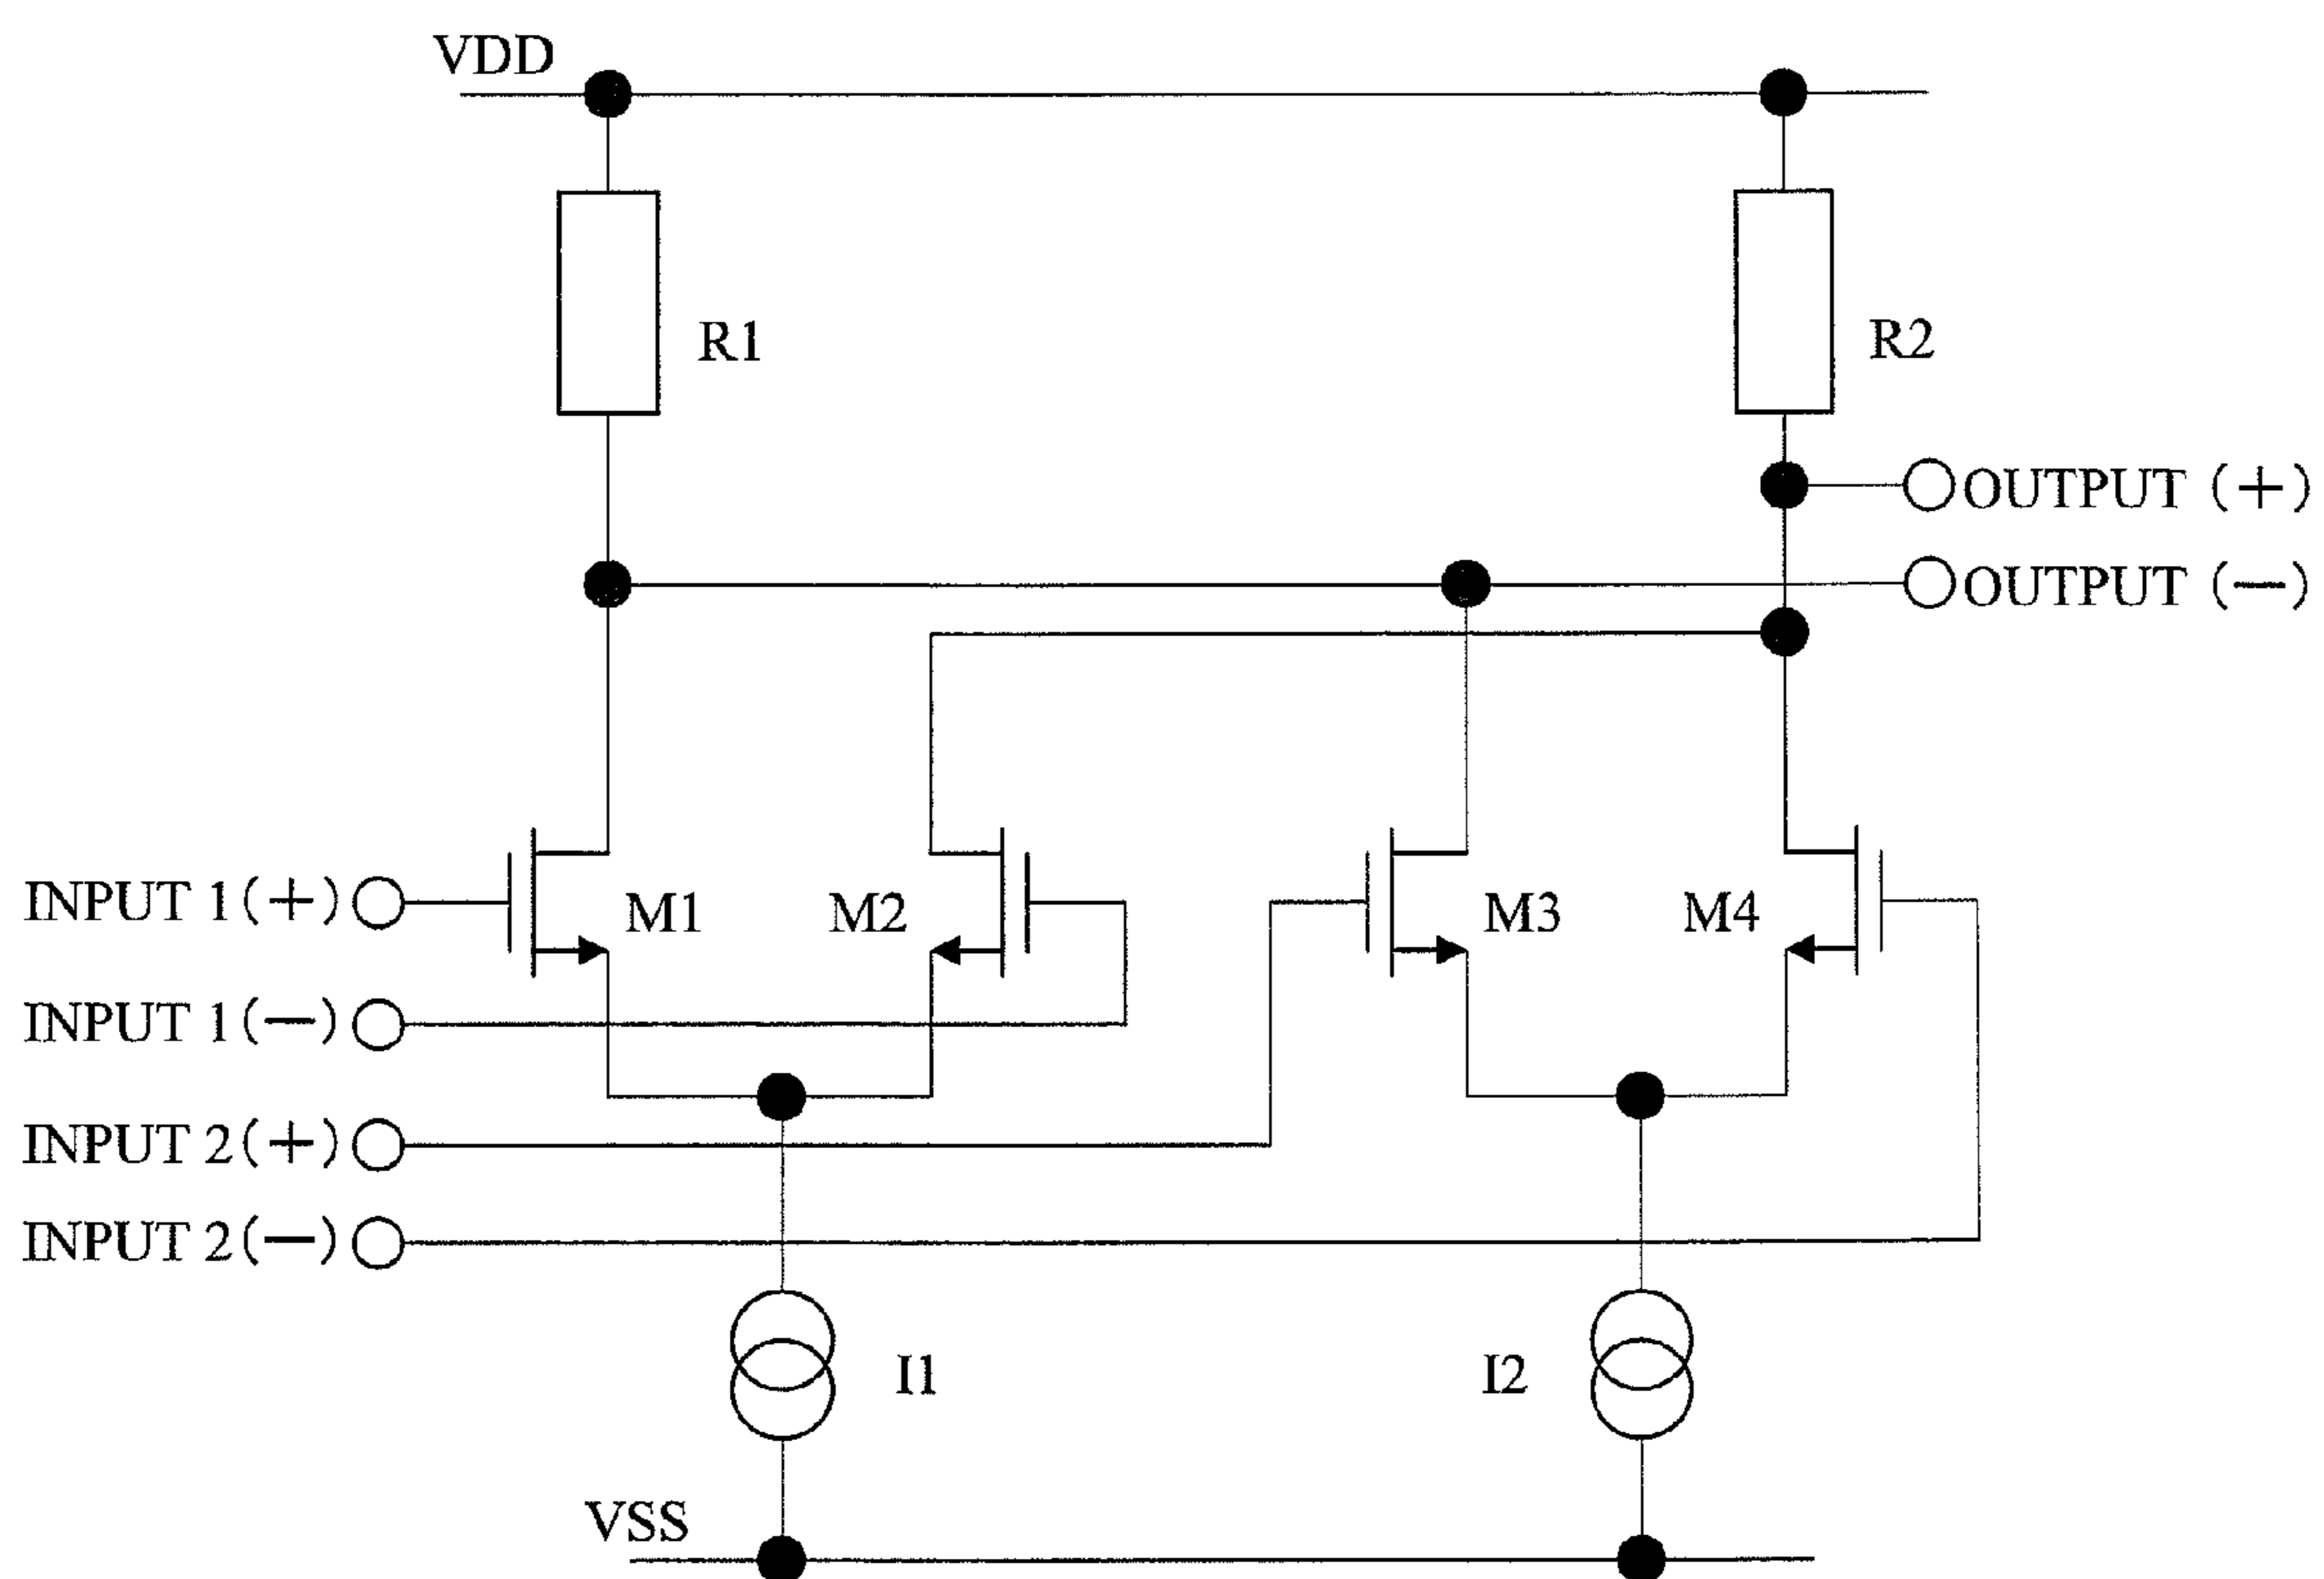 VDD
R1
R2
OUTPUT (+)
OUTPUT (−)
INPUT 1(+)
M1
M2
M3
M4
INPUT 1(−)
INPUT 2(+)
INPUT 2(−)
I1
I2
VSS